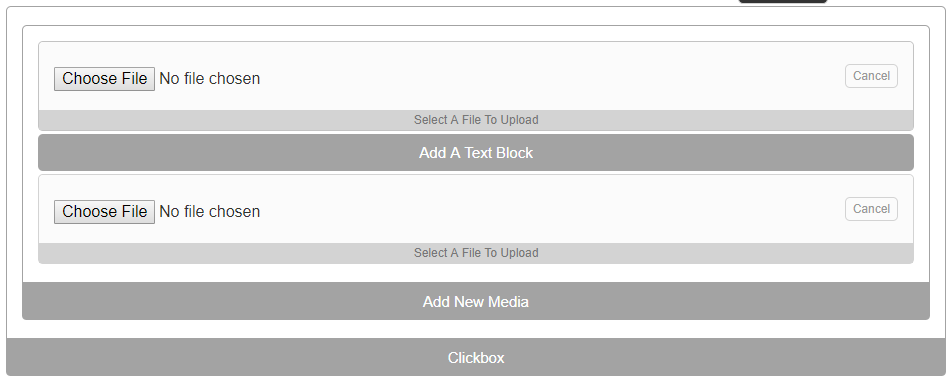 Choose File No file chosen Cancel
Select A File To Upload
Add A Text Block
Choose File No file chosen Cancel
Select A File To Upload
Add New Media
Clickbox